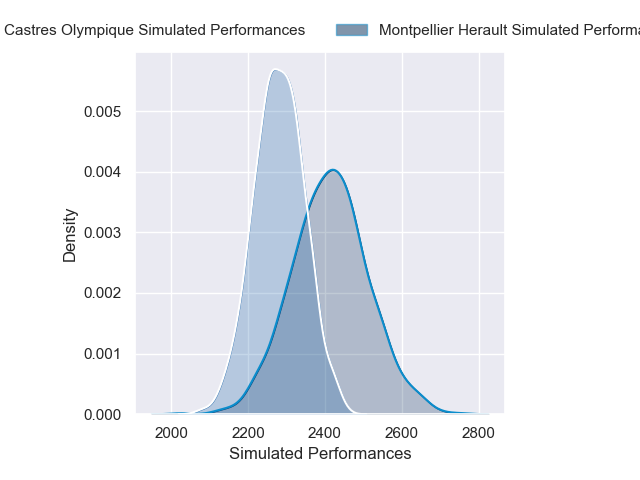 Castres Olympique Simulated Performances
Montpellier Herault Simulated
0.005
0.004
0.003
0.002
0.001
0.000
Density
2000 2200 2400 2600 2800
Simulated Performances